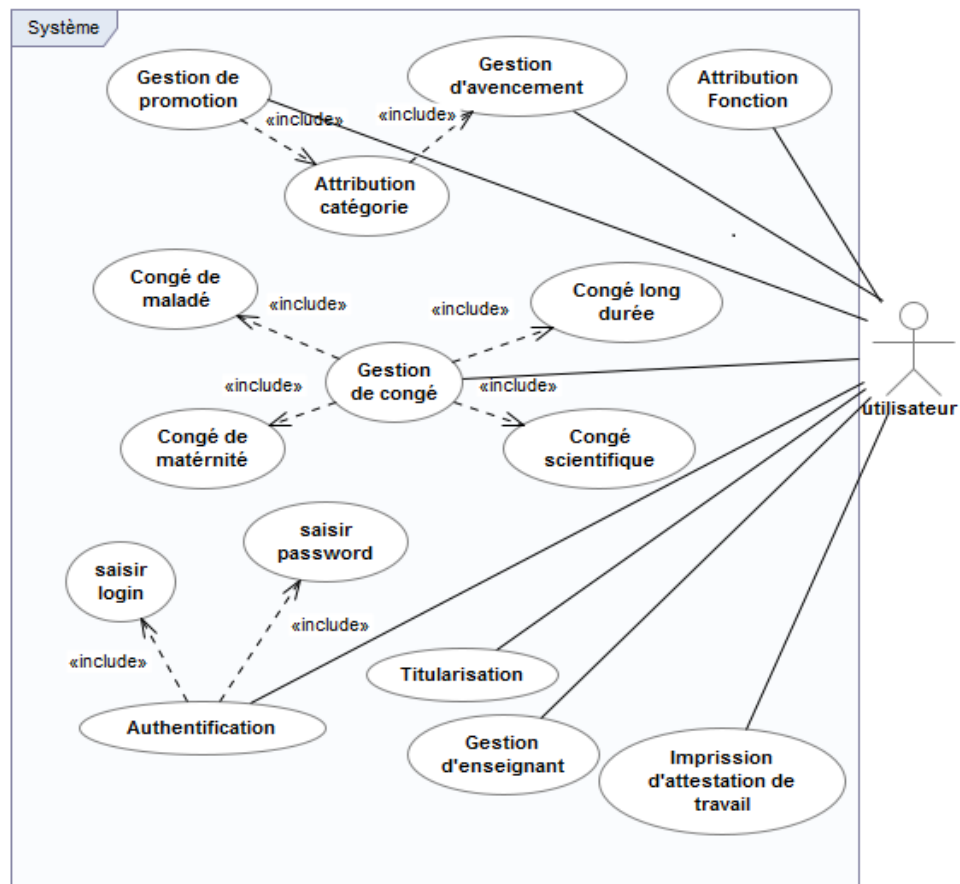 Système
Gestion de
promotion
Gestion
d'avencement
Attribution
Fonction
«include»
«include»
Attribution
catégorie
Congé de
maladé
«include»
«include»
Congé long
durée
Gestion
de congé
«include»
«include»
utilisateur
Congé de
matérnité
Congé
scientifique
saisir
password
saisir
login
«include»
«include»
Titularisation
Authentification
Gestion
d'enseignant
Imprission
d'attestation de
travail